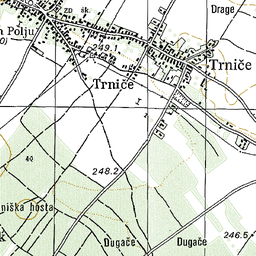 ZD šk.
Drage
n Polju
249.1
Trniče
Trniče
40
248.2
niška hosta
Dugače
Dugače
246.5
k